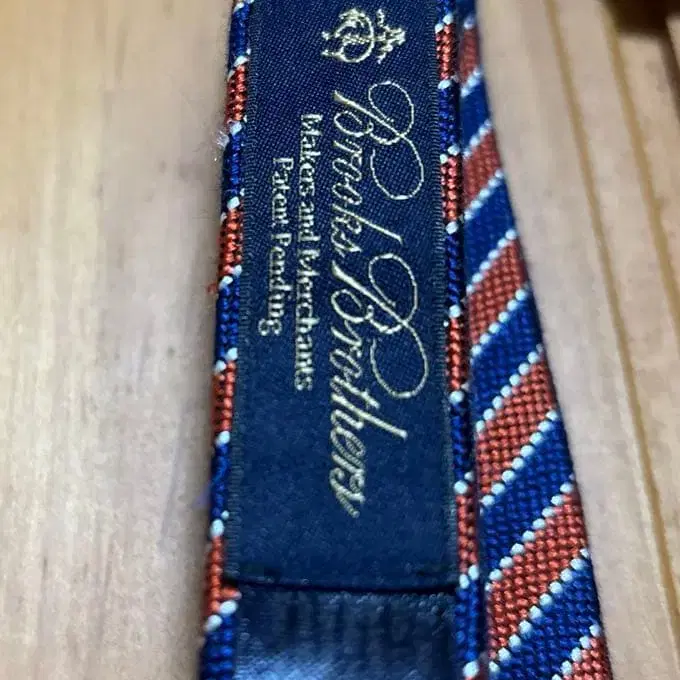 Brooks Brothers
Makers and Merchants
Patent Pending